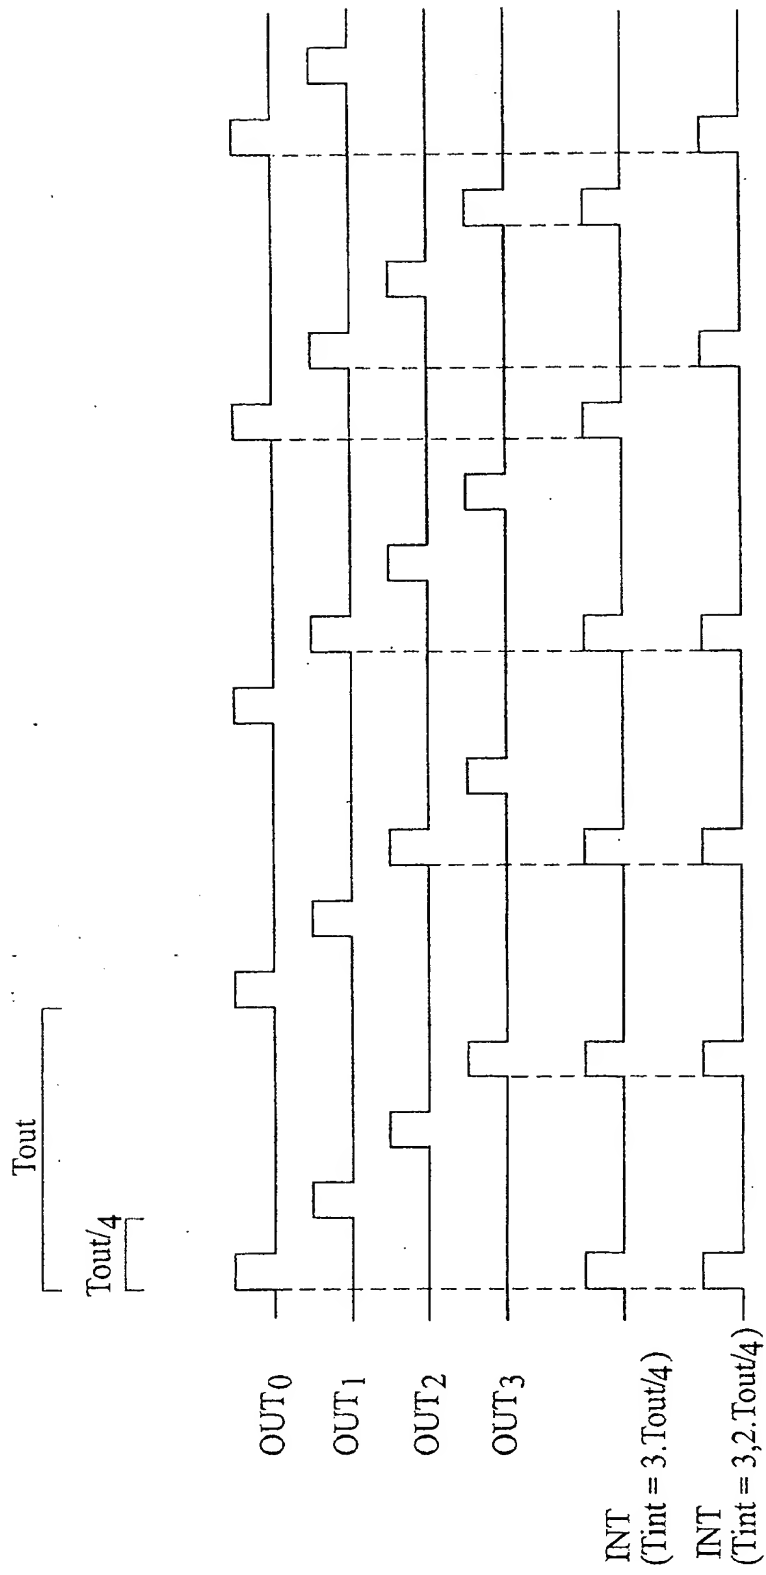 Tout
Tout/4
OUT0
OUT1
OUT2
OUT3
INT
(Tint = 3.Tout/4)
INT
(Tint = 3,2.Tout/4)